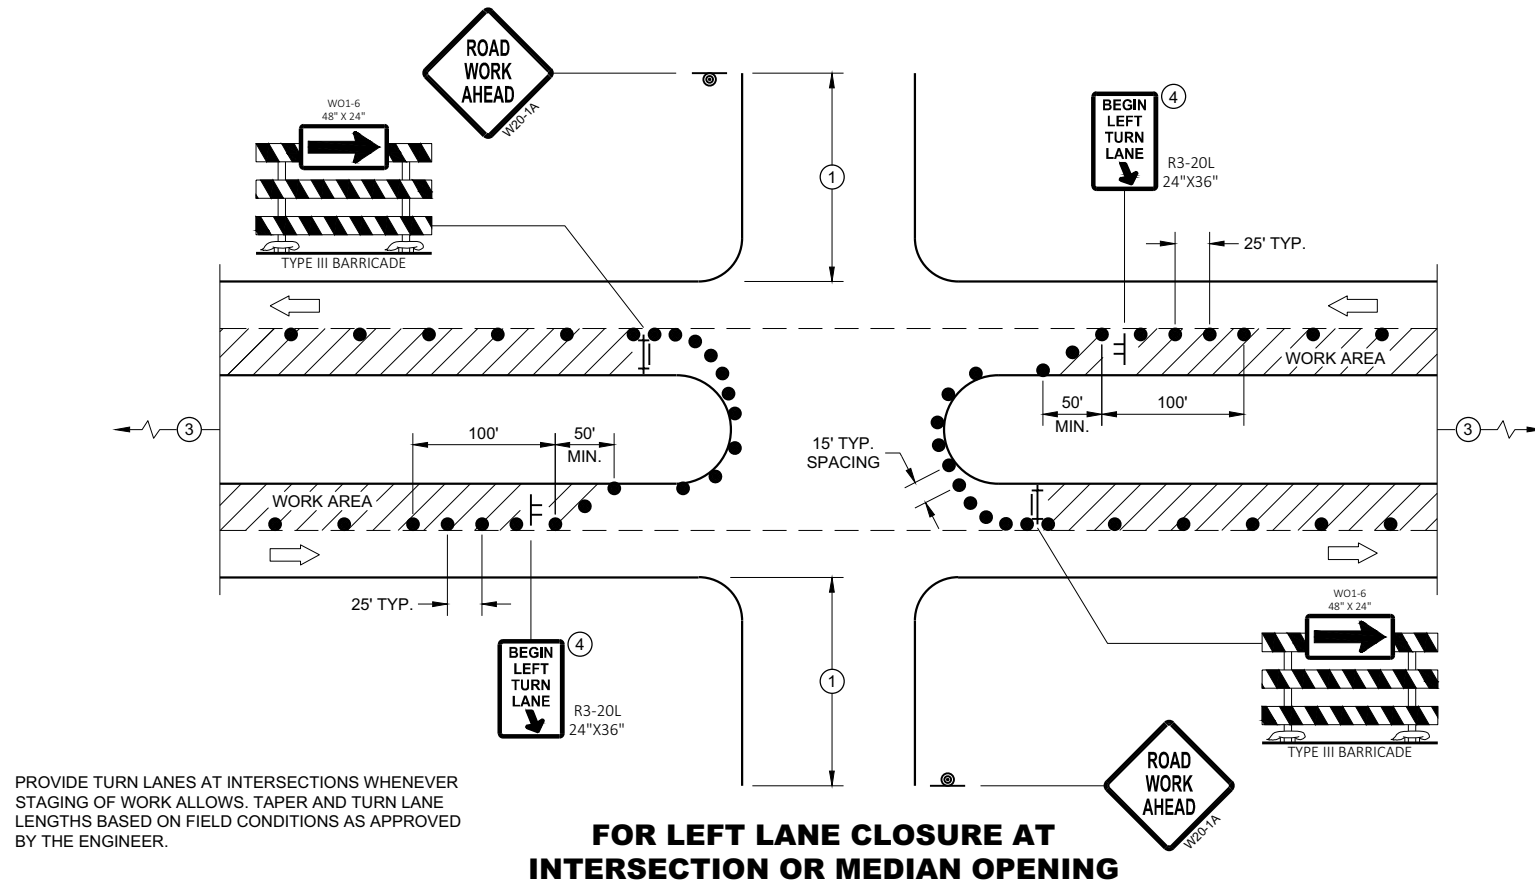 ROAD
WORK
AHEAD
W20-1A
WO1-6
48" X 24"
TYPE III BARRICADE
1
BEGIN
LEFT
TURN
LANE
4
R3-20L
24"X36"
25' TYP.
WORK AREA
50'
MIN.
100'
3
3
100'
50'
MIN.
15' TYP.
SPACING
WORK AREA
25' TYP.
BEGIN
LEFT
TURN
LANE
4
R3-20L
24"X36"
1
WO1-6
48" X 24"
TYPE III BARRICADE
ROAD
WORK
AHEAD
W20-1A
PROVIDE TURN LANES AT INTERSECTIONS WHENEVER
STAGING OF WORK ALLOWS. TAPER AND TURN LANE
LENGTHS BASED ON FIELD CONDITIONS AS APPROVED
BY THE ENGINEER.
FOR LEFT LANE CLOSURE AT
INTERSECTION OR MEDIAN OPENING